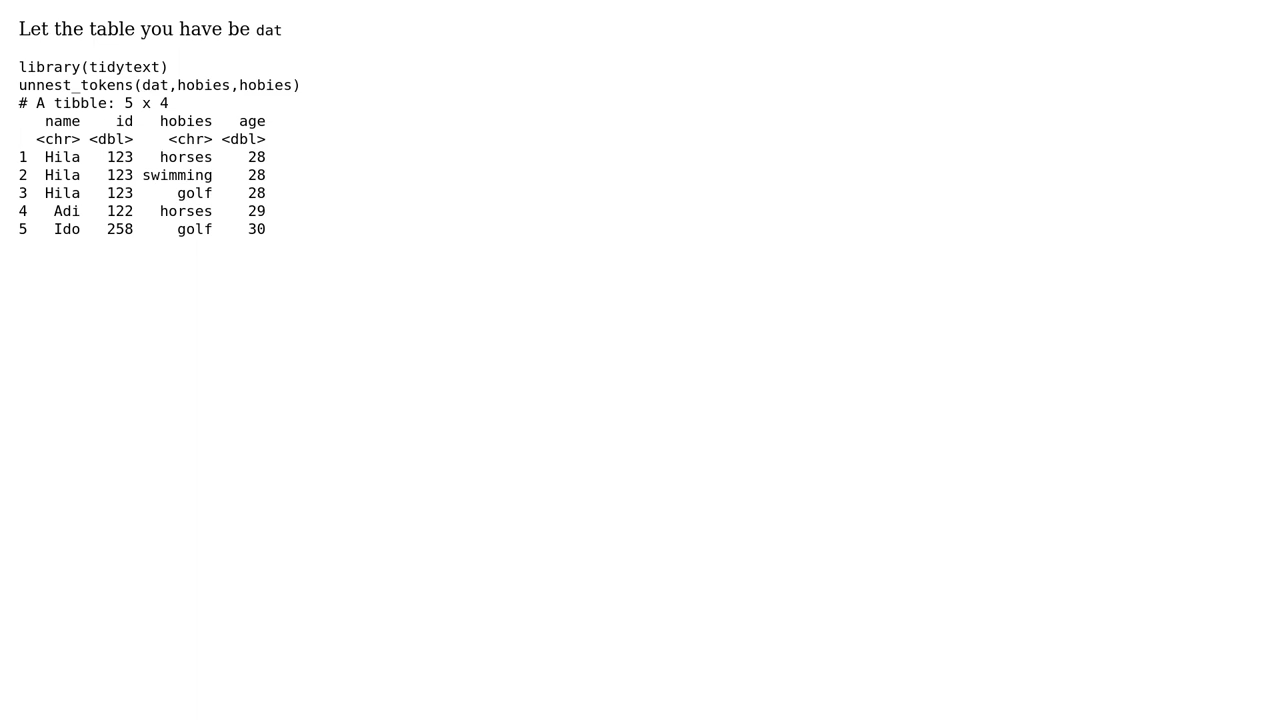 Let the table you have be dat
library(tidytext)
unnest_tokens(dat,hobies,hobies)
# A tibble: 5 x 4
   name    id   hobies   age
  <chr> <dbl>    <chr> <dbl>
1  Hila   123   horses    28
2  Hila   123 swimming    28
3  Hila   123     golf    28
4   Adi   122   horses    29
5   Ido   258     golf    30